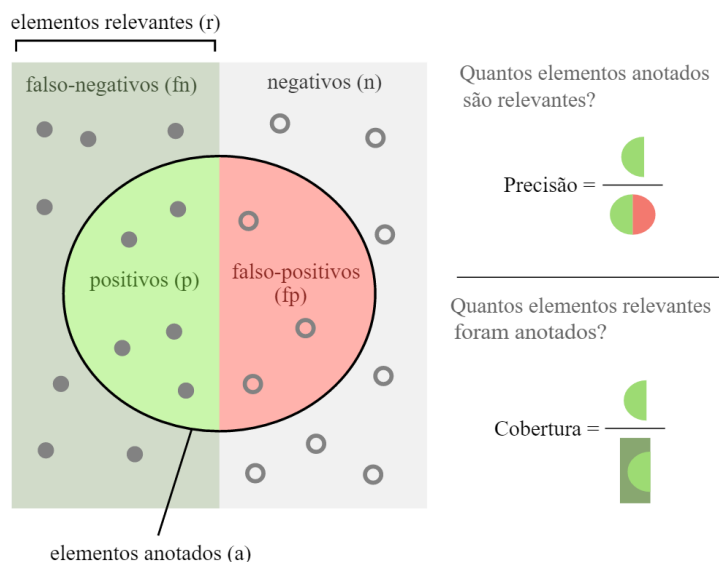 elementos relevantes (r)
falso-negativos (fn)
negativos (n)
positivos (p)
falso-positivos
(fp)
elementos anotados (a)
Quantos elementos anotados
são relevantes?
Precisão =
Quantos elementos relevantes
foram anotados?
Cobertura =